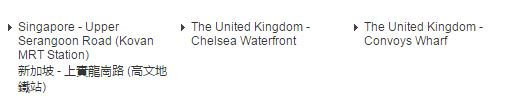 Singapore - Upper
Serangoon Road (Kovan
MRT Station)
新加坡 - 上實龍崗路 (高文地
鐵站)
The United Kingdom -
Chelsea Waterfront
The United Kingdom -
Convoys Wharf